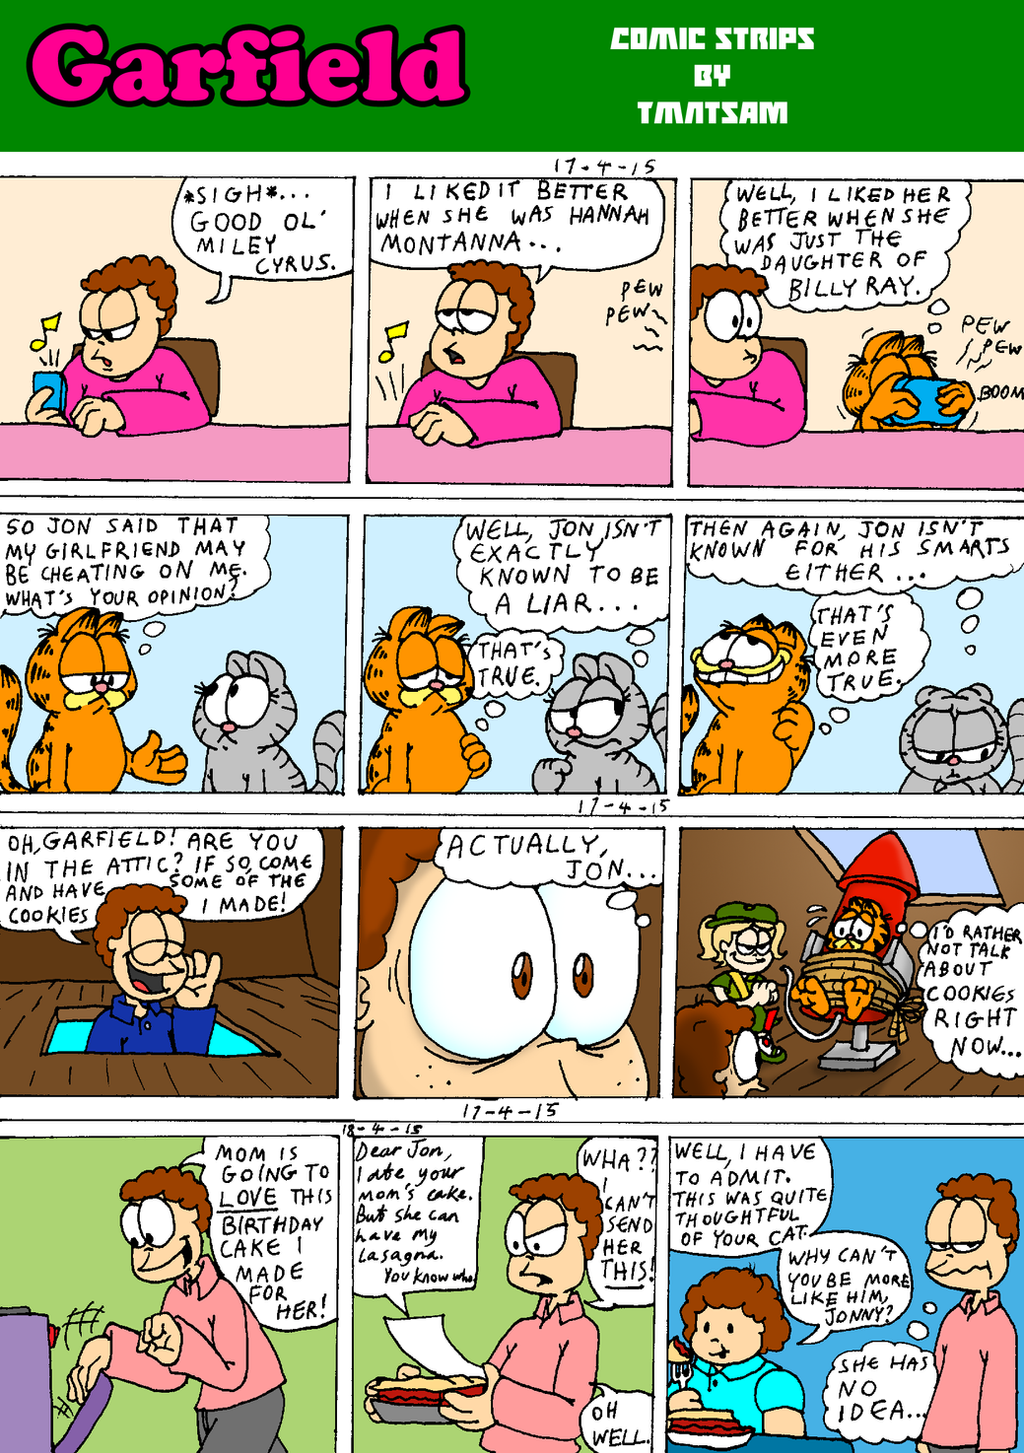 Garfield
COMIC STRIPS
BY
TMNTSAM
17-4-15
*SIGH*...
GOOD OL'
MILEY
CYRUS.
I LIKED IT BETTER
WHEN SHE WAS HANNAH
MONTANNA...
PEW
PEW
WELL, I LIKED HER
BETTER WHEN SHE
WAS JUST THE
DAUGHTER OF
BILLY RAY.
PEW
PEW
BOOM
SO JON SAID THAT
MY GIRLFRIEND MAY
BE CHEATING ON ME.
WHAT'S YOUR OPINION?
WELL, JON ISN'T
EXACTLY
KNOWN TO BE
A LIAR...
THAT'S
TRUE.
THEN AGAIN, JON ISN'T
KNOWN FOR HIS SMARTS
EITHER...
THAT'S
EVEN
MORE
TRUE.
17-4-15
OH, GARFIELD! ARE YOU
IN THE ATTIC? IF SO, COME
AND HAVE SOME OF THE
COOKIES I MADE!
ACTUALLY,
JON...
I'D RATHER
NOT TALK
ABOUT
COOKIES
RIGHT
NOW...
17-4-15
18-4-15
MOM IS
GOING TO
LOVE THIS
BIRTHDAY
CAKE I
MADE
FOR
HER!
Dear Jon,
I ate your
mom's cake.
But she can
have my
Lasagna.
You know who.
WHA??
I
CAN'T
SEND
HER
THIS!
OH
WELL.
WELL, I HAVE
TO ADMIT.
THIS WAS QUITE
THOUGHTFUL
OF YOUR CAT.
WHY CAN'T
YOU BE MORE
LIKE HIM,
JONNY?
SHE HAS
NO
IDEA...